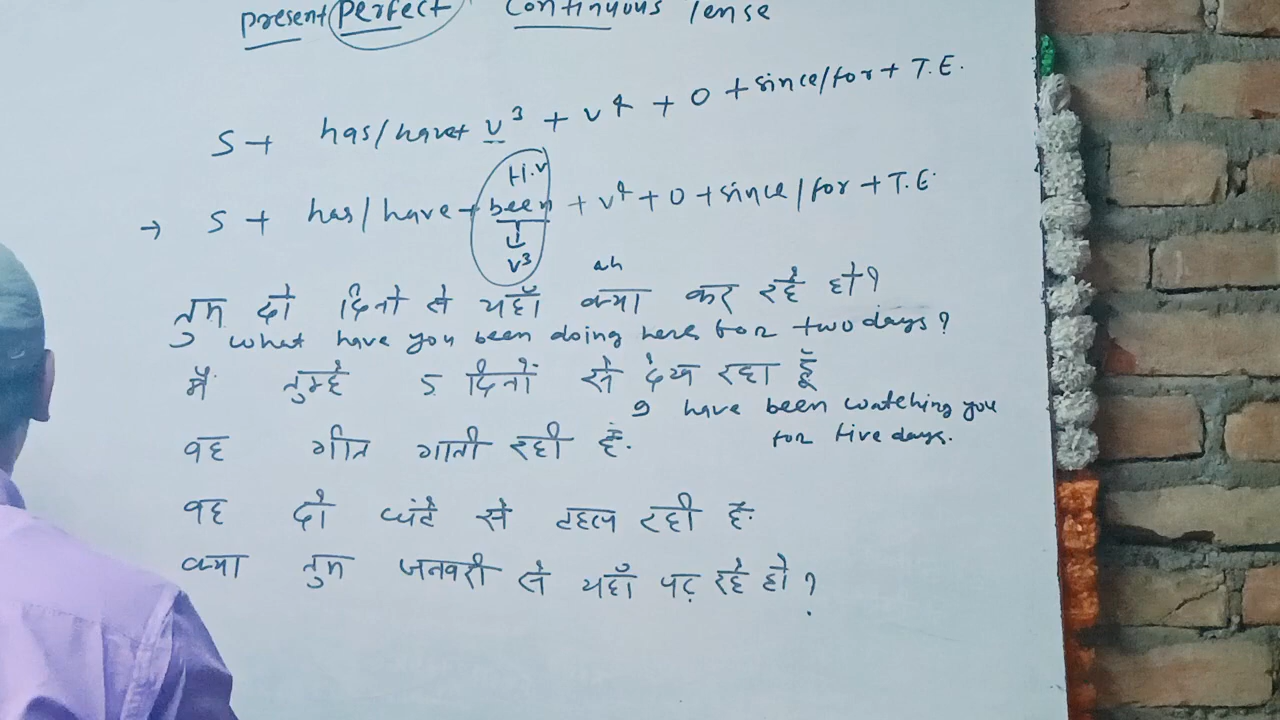 Present Perfect Continuous Tense
S + has/have + v³ + v⁴ + O + since/for + T.E.
H.V
→ S + has/have + been + v⁴ + O + since/for + T.E.
↓
v³
wh
तुम दो दिनों से यहाँ क्या कर रहे हो?
What have you been doing here for two days?
मैं तुम्हें 5 दिनों से देख रहा हूँ
I have been watching you
for five days.
वह गीत गाती रही है.
वह दो घंटे से टहल रही है.
क्या तुम जनवरी से यहाँ पढ़ रहे हो?